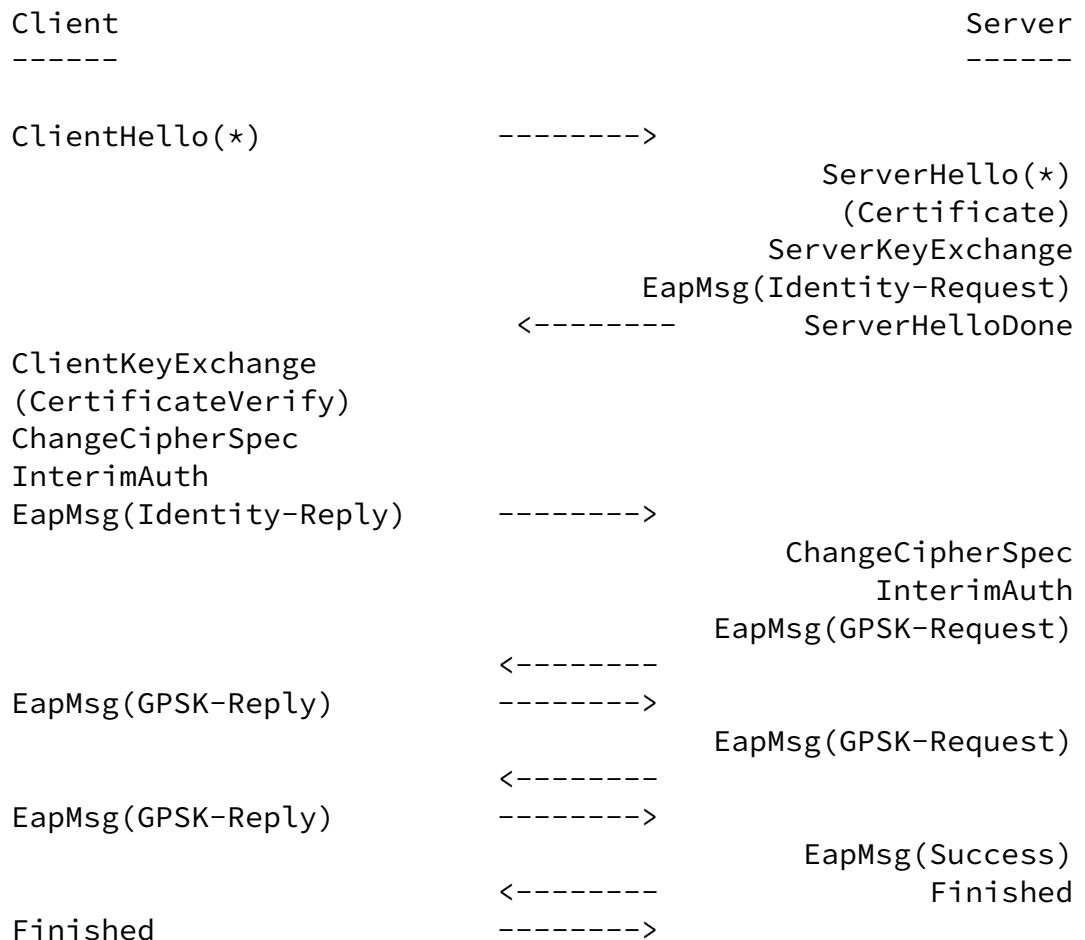 Client                                               Server
------                                               ------

ClientHello(*)             -------->
                                             ServerHello(*)
                                              (Certificate)
                                          ServerKeyExchange
                                   EapMsg(Identity-Request)
                            <--------       ServerHelloDone
ClientKeyExchange
(CertificateVerify)
ChangeCipherSpec
InterimAuth
EapMsg(Identity-Reply)     -------->
                                           ChangeCipherSpec
                                                InterimAuth
                                       EapMsg(GPSK-Request)
                           <--------
EapMsg(GPSK-Reply)         -------->
                                       EapMsg(GPSK-Request)
                           <--------
EapMsg(GPSK-Reply)         -------->
                                            EapMsg(Success)
                           <--------               Finished
Finished                   -------->